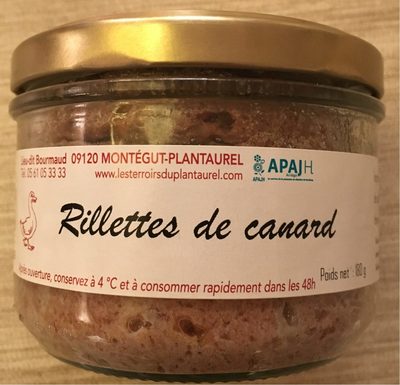 Lieu-dit Bourmaud 09120 MONTÉGUT-PLANTAUREL
Tél. 05 61 05 33 33 www.lesterroirsduplantaurel.com
APAJH
APAJH
Rillettes de canard
Poids net : 180 g
Après ouverture, conservez à 4 °C et à consommer rapidement dans les 48h